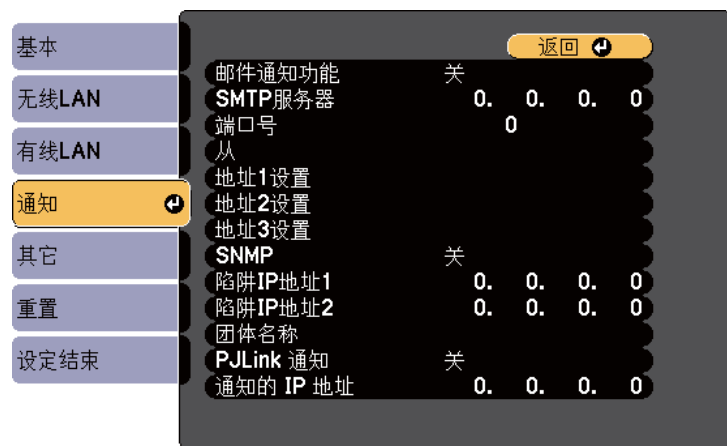 基本
无线LAN
有线LAN
通知
其它
重置
设定结束
返回
邮件通知功能 关
SMTP服务器 0. 0. 0. 0
端口号 0
从
地址1设置
地址2设置
地址3设置
SNMP 关
陷阱IP地址1 0. 0. 0. 0
陷阱IP地址2 0. 0. 0. 0
团体名称
PJLink 通知 关
通知的 IP 地址 0. 0. 0. 0